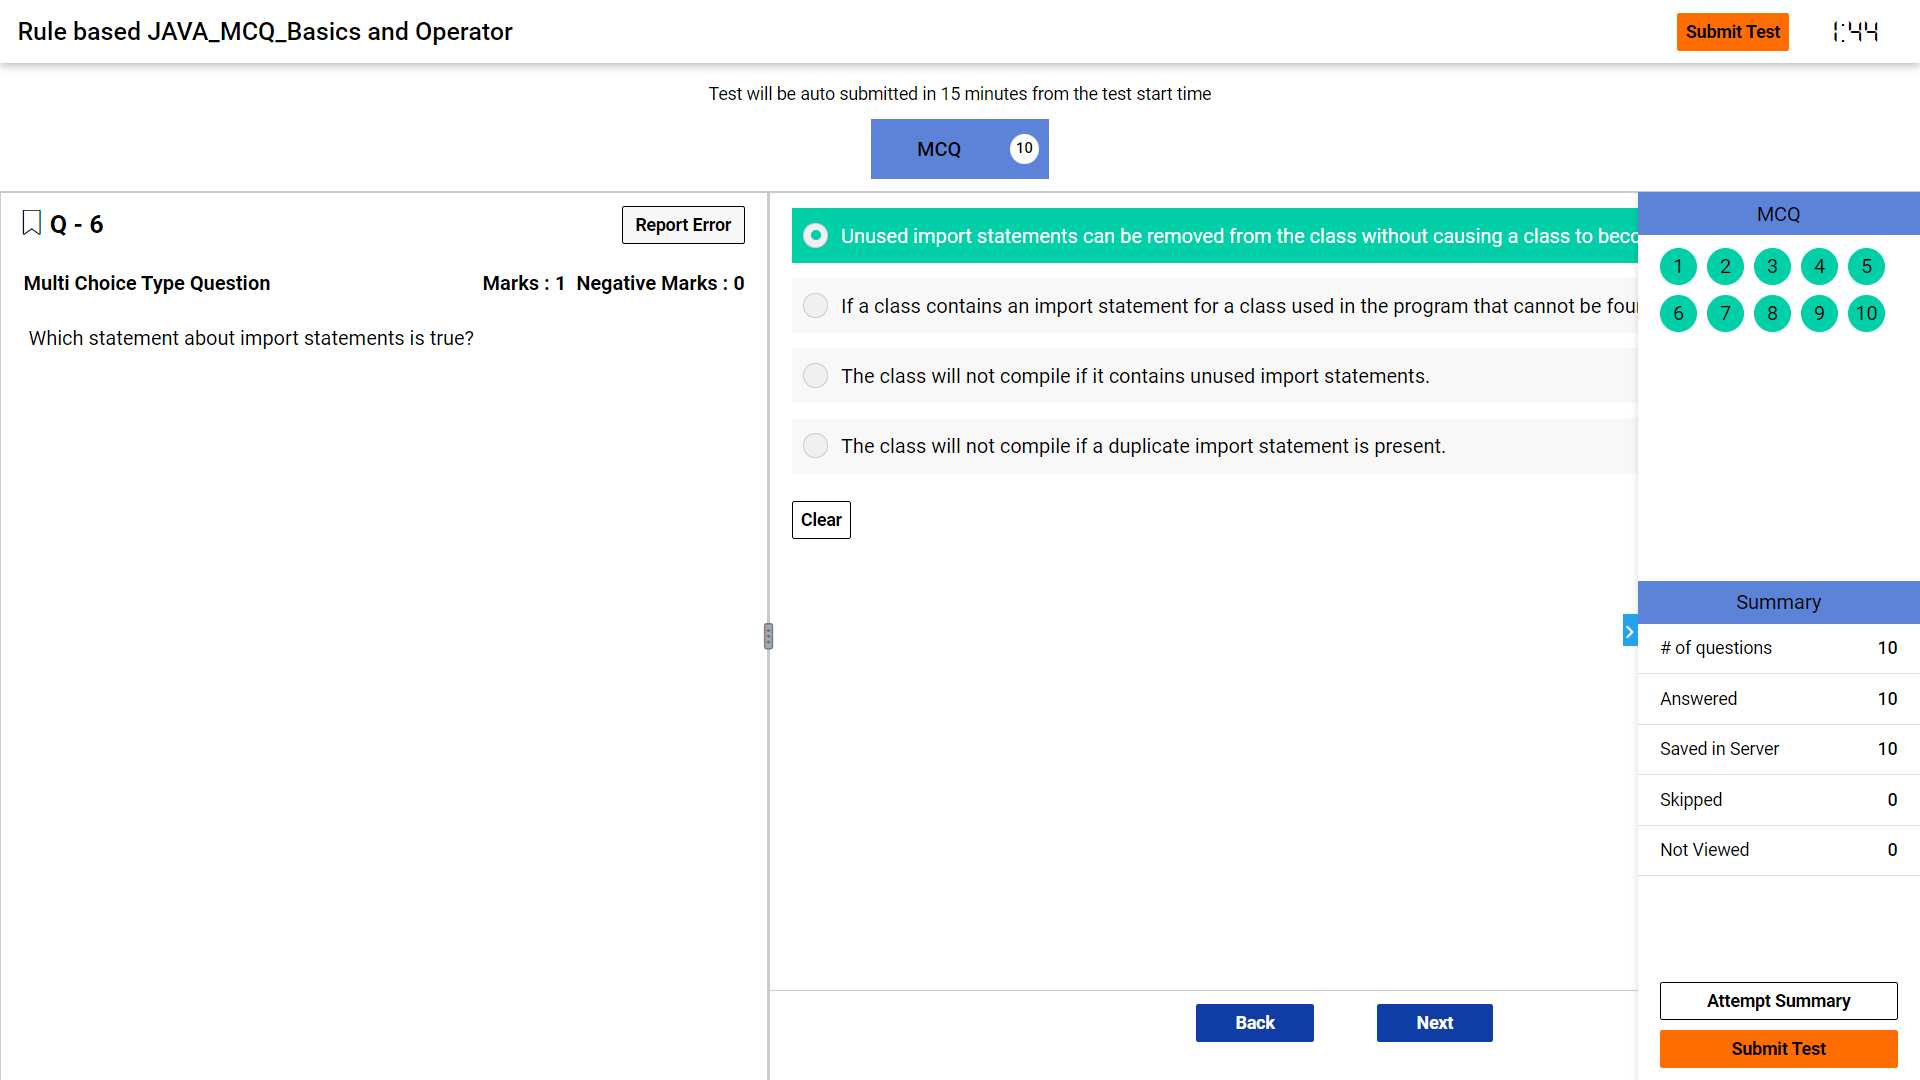 Rule based JAVA_MCQ_Basics and Operator
Submit Test
1:44
Test will be auto submitted in 15 minutes from the test start time
MCQ 10
Q - 6
Report Error
Multi Choice Type Question
Marks : 1 Negative Marks : 0
Which statement about import statements is true?
Unused import statements can be removed from the class without causing a class to beco
If a class contains an import statement for a class used in the program that cannot be fou
The class will not compile if it contains unused import statements.
The class will not compile if a duplicate import statement is present.
Clear
Back
Next
MCQ
1 2 3 4 5
6 7 8 9 10
Summary
# of questions 10
Answered 10
Saved in Server 10
Skipped 0
Not Viewed 0
Attempt Summary
Submit Test